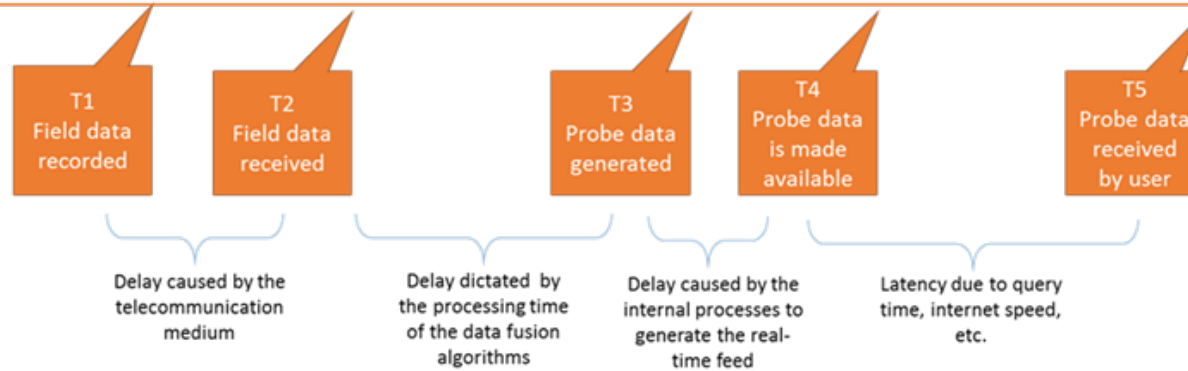 T1
Field data
recorded
T2
Field data
received
T3
Probe data
generated
T4
Probe data
is made
available
T5
Probe data
received
by user
Delay caused by the
telecommunication
medium
Delay dictated by
the processing time
of the data fusion
algorithms
Delay caused by the
internal processes to
generate the real-
time feed
Latency due to query
time, internet speed,
etc.